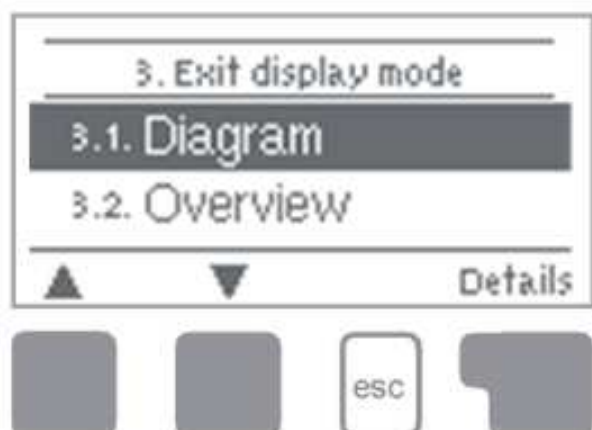 3. Exit display mode
3.1. Diagram
3.2. Overview
Details
esc